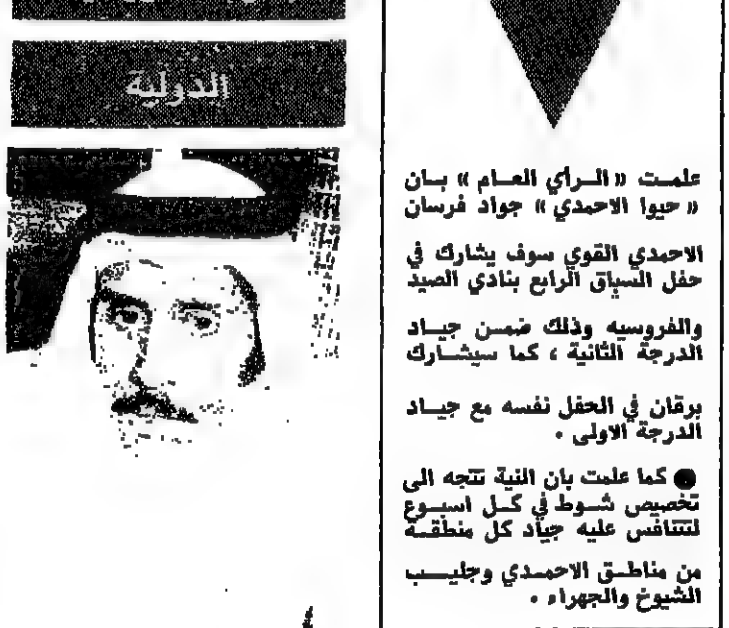 علمت «الرأي العام» بان
«حيوا الاحمدي» جواد فرسان
الاحمدي القوي سوف يشارك في
حفل السباق الرابع بنادي الصيد
والفروسيه وذلك ضمن جياد
الدرجة الثانية ، كما سيشارك
برقان في الحفل نفسه مع جياد
الدرجة الاولى .
● كما علمت بان النية تتجه الى
تخصيص شوط في كل اسبوع
لتتنافس عليه جياد كل منطقة
من مناطق الاحمدي وجليب
الشيوخ والجهراء .
الدولية